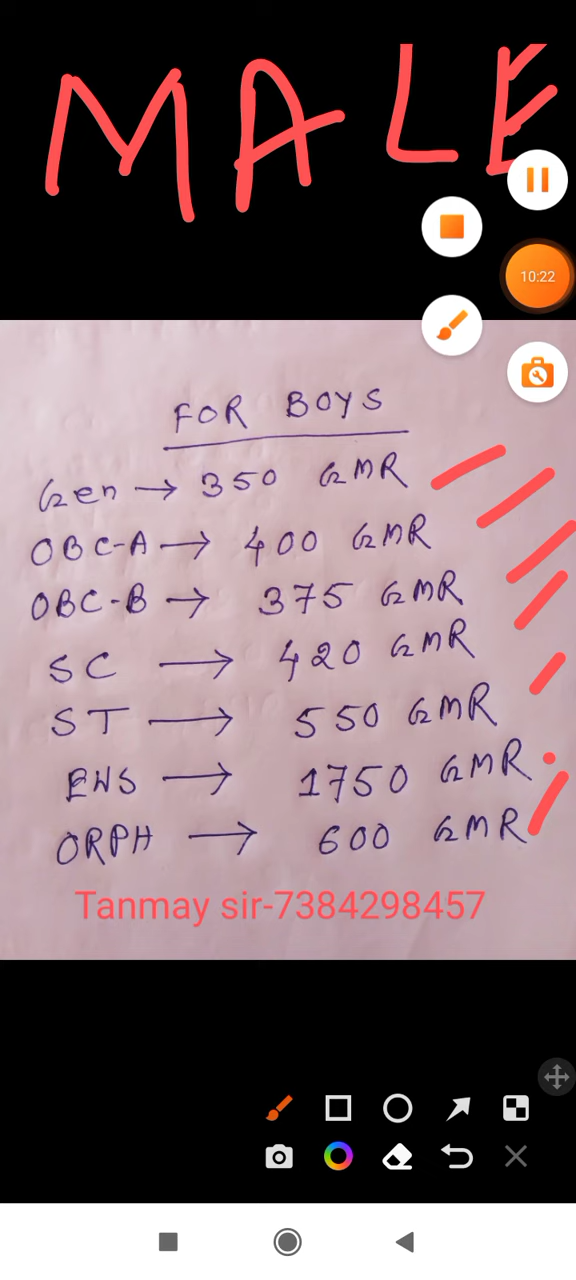 MALE
10:22
FOR BOYS
Gen → 350 GMR
OBC-A → 400 GMR
OBC-B → 375 GMR
SC → 420 GMR
ST → 550 GMR
EWS → 1750 GMR
ORPH → 600 GMR
Tanmay sir-7384298457